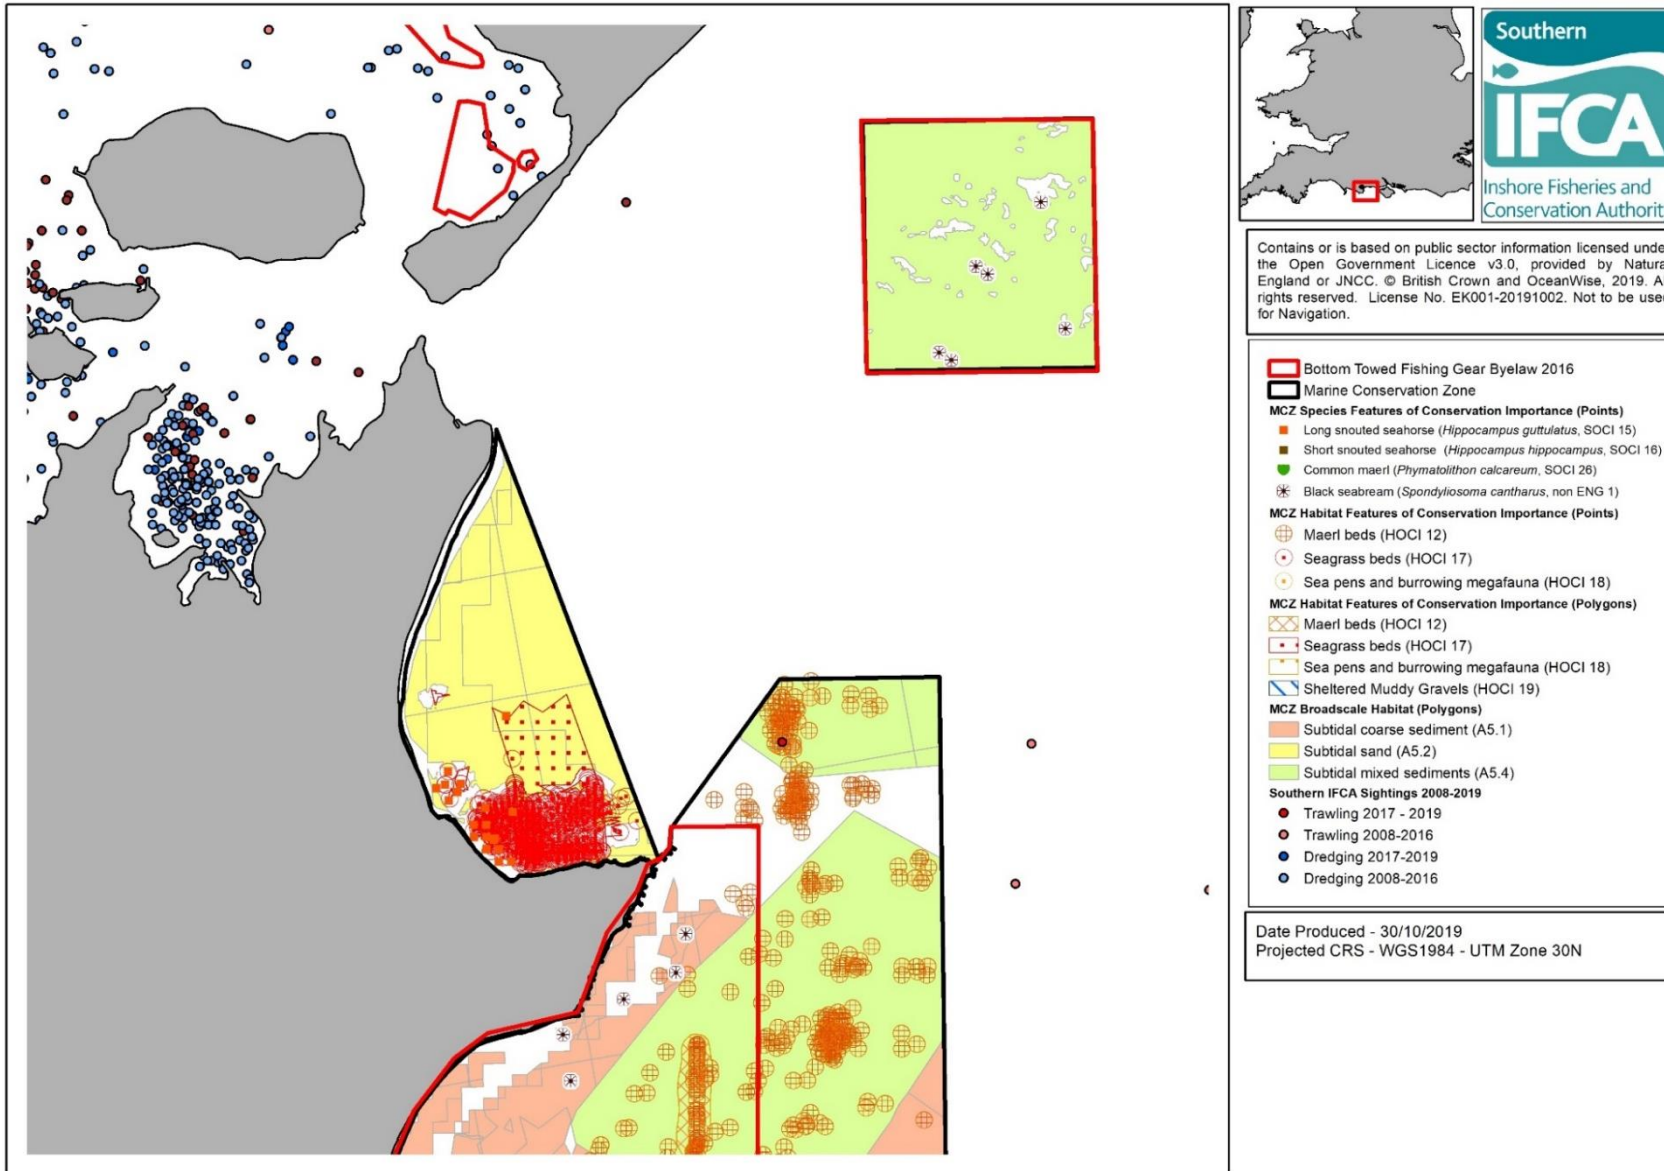 Southern
IFCA
Inshore Fisheries and
Conservation Authorit
Contains or is based on public sector information licensed unde
the Open Government Licence v3.0, provided by Natura
England or JNCC. © British Crown and OceanWise, 2019. Al
rights reserved. License No. EK001-20191002. Not to be used
for Navigation.
Bottom Towed Fishing Gear Byelaw 2016
Marine Conservation Zone
MCZ Species Features of Conservation Importance (Points)
Long snouted seahorse (Hippocampus guttulatus, SOCI 15)
Short snouted seahorse (Hippocampus hippocampus, SOCI 16)
Common maerl (Phymatolithon calcareum, SOCI 26)
Black seabream (Spondyliosoma cantharus, non ENG 1)
MCZ Habitat Features of Conservation Importance (Points)
Maerl beds (HOCI 12)
Seagrass beds (HOCI 17)
Sea pens and burrowing megafauna (HOCI 18)
MCZ Habitat Features of Conservation Importance (Polygons)
Maerl beds (HOCI 12)
Seagrass beds (HOCI 17)
Sea pens and burrowing megafauna (HOCI 18)
Sheltered Muddy Gravels (HOCI 19)
MCZ Broadscale Habitat (Polygons)
Subtidal coarse sediment (A5.1)
Subtidal sand (A5.2)
Subtidal mixed sediments (A5.4)
Southern IFCA Sightings 2008-2019
Trawling 2017 - 2019
Trawling 2008-2016
Dredging 2017-2019
Dredging 2008-2016
Date Produced - 30/10/2019
Projected CRS - WGS1984 - UTM Zone 30N